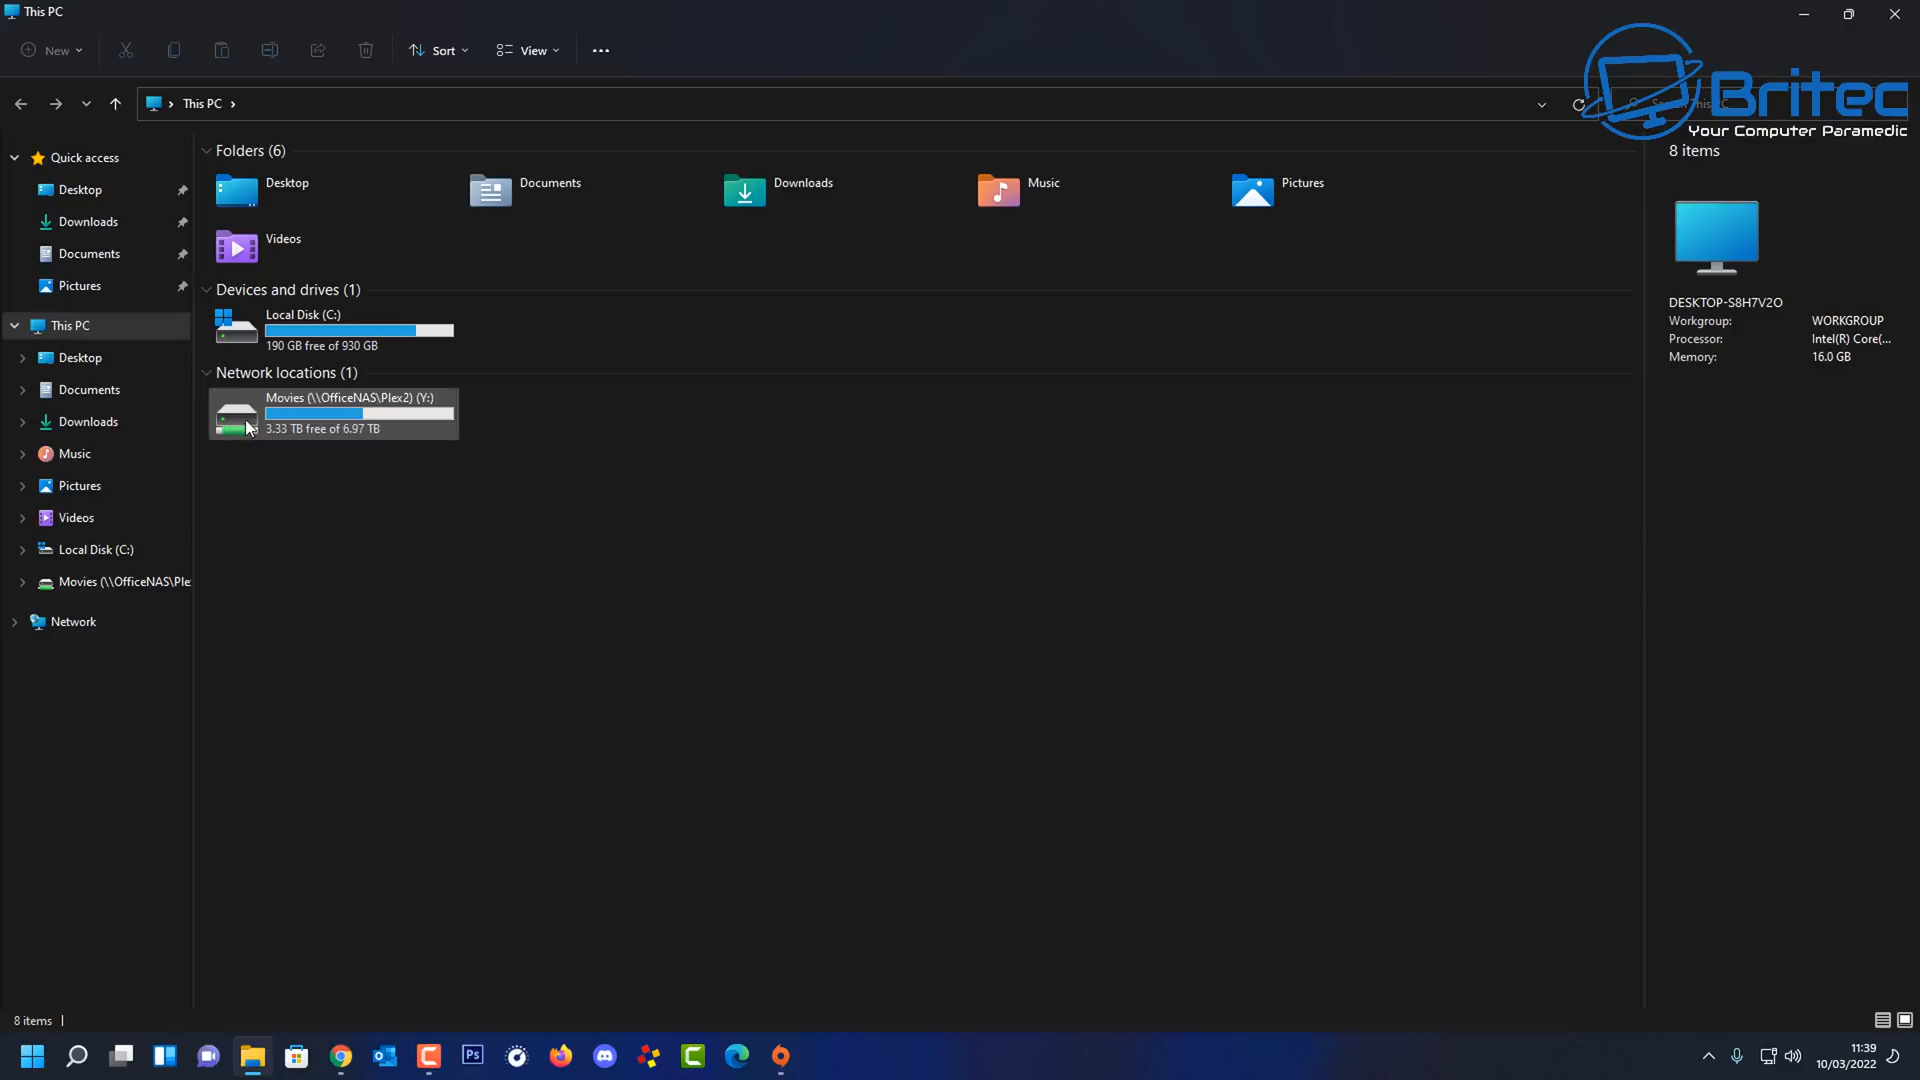 This PC
New
Sort
View
This PC
Britec
Your Computer Paramedic
Quick access
Desktop
Downloads
Documents
Pictures
This PC
Desktop
Documents
Downloads
Music
Pictures
Videos
Local Disk (C:)
Movies (\\OfficeNAS\Ple
Network
Folders (6)
Desktop
Documents
Downloads
Music
Pictures
Videos
Devices and drives (1)
Local Disk (C:)
190 GB free of 930 GB
Network locations (1)
Movies (\\OfficeNAS\Plex2) (Y:)
3.33 TB free of 6.97 TB
8 items
DESKTOP-S8H7V2O
Workgroup: WORKGROUP
Processor: Intel(R) Core(...
Memory: 16.0 GB
8 items
Ps
11:39
10/03/2022